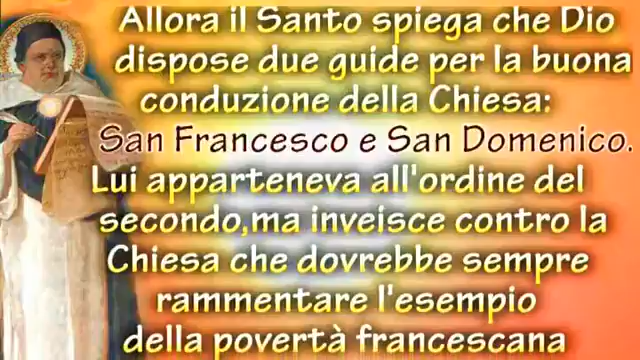 Allora il Santo spiega che Dio
dispose due guide per la buona
conduzione della Chiesa:
San Francesco e San Domenico.
Lui apparteneva all'ordine del
secondo,ma inveisce contro la
Chiesa che dovrebbe sempre
rammentare l'esempio
della povertà francescana